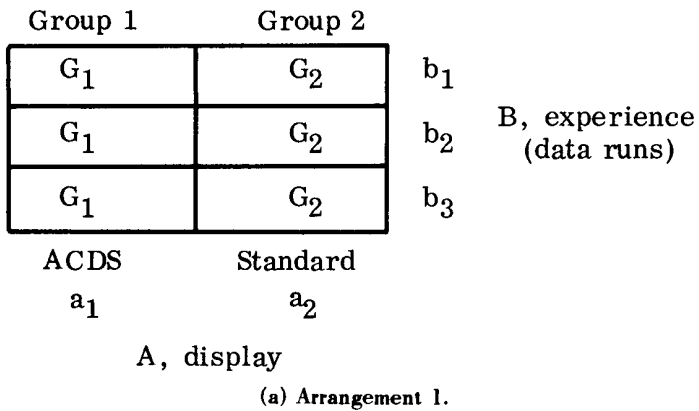 Group 1 Group 2
G1 G2 b1
B, experience
G1 G2 b2
(data runs)
G1 G2 b3
ACDS Standard
a1 a2
A, display
(a) Arrangement 1.